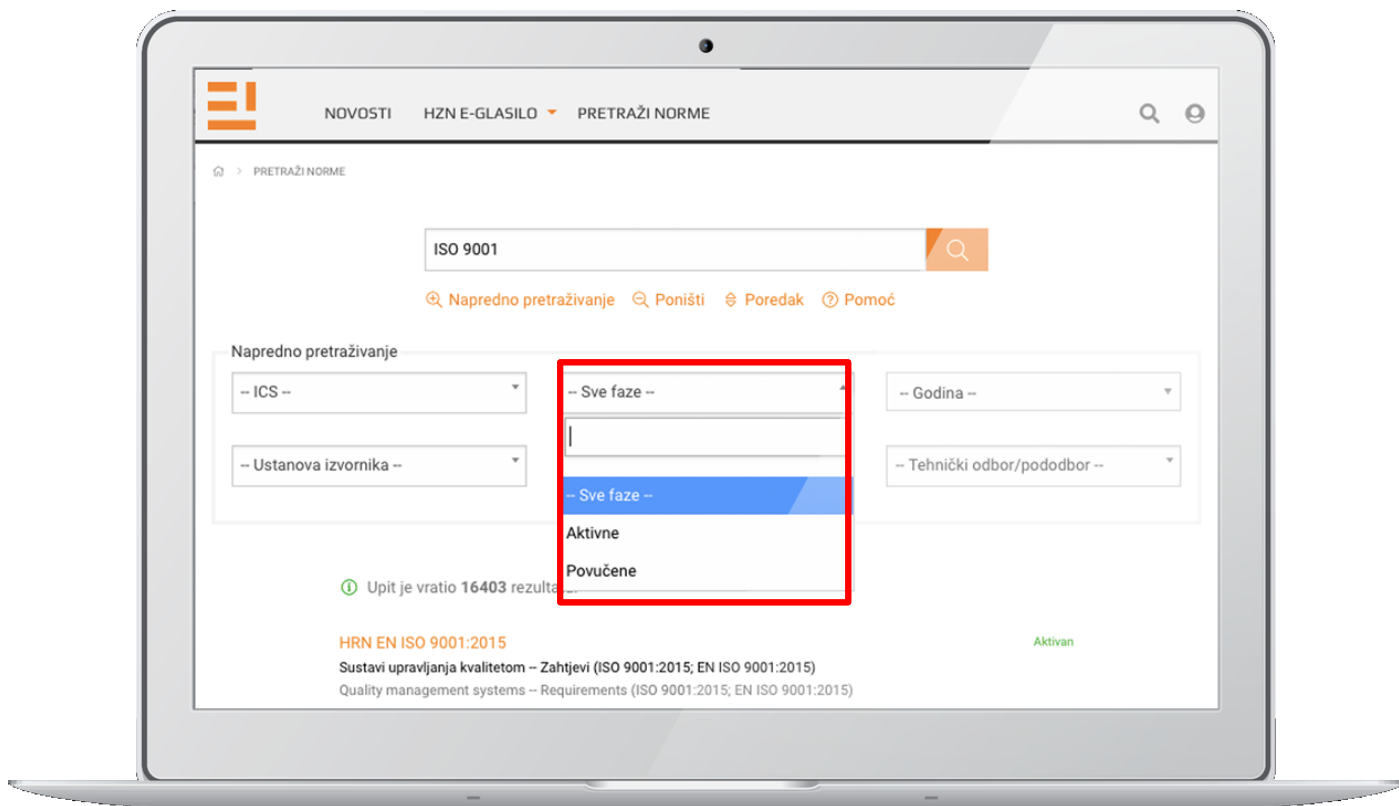 NOVOSTI HZN E-GLASILO PRETRAŽI NORME
PRETRAŽI NORME
ISO 9001
Napredno pretraživanje Poništi Poredak Pomoć
Napredno pretraživanje
-- ICS --
-- Sve faze --
-- Godina --
-- Ustanova izvornika --
-- Tehnički odbor/pododbor --
-- Sve faze --
Aktivne
Povučene
Upit je vratio 16403
HRN EN ISO 9001:2015 Aktivan
Sustavi upravljanja kvalitetom -- Zahtjevi (ISO 9001:2015; EN ISO 9001:2015)
Quality management systems -- Requirements (ISO 9001:2015; EN ISO 9001:2015)